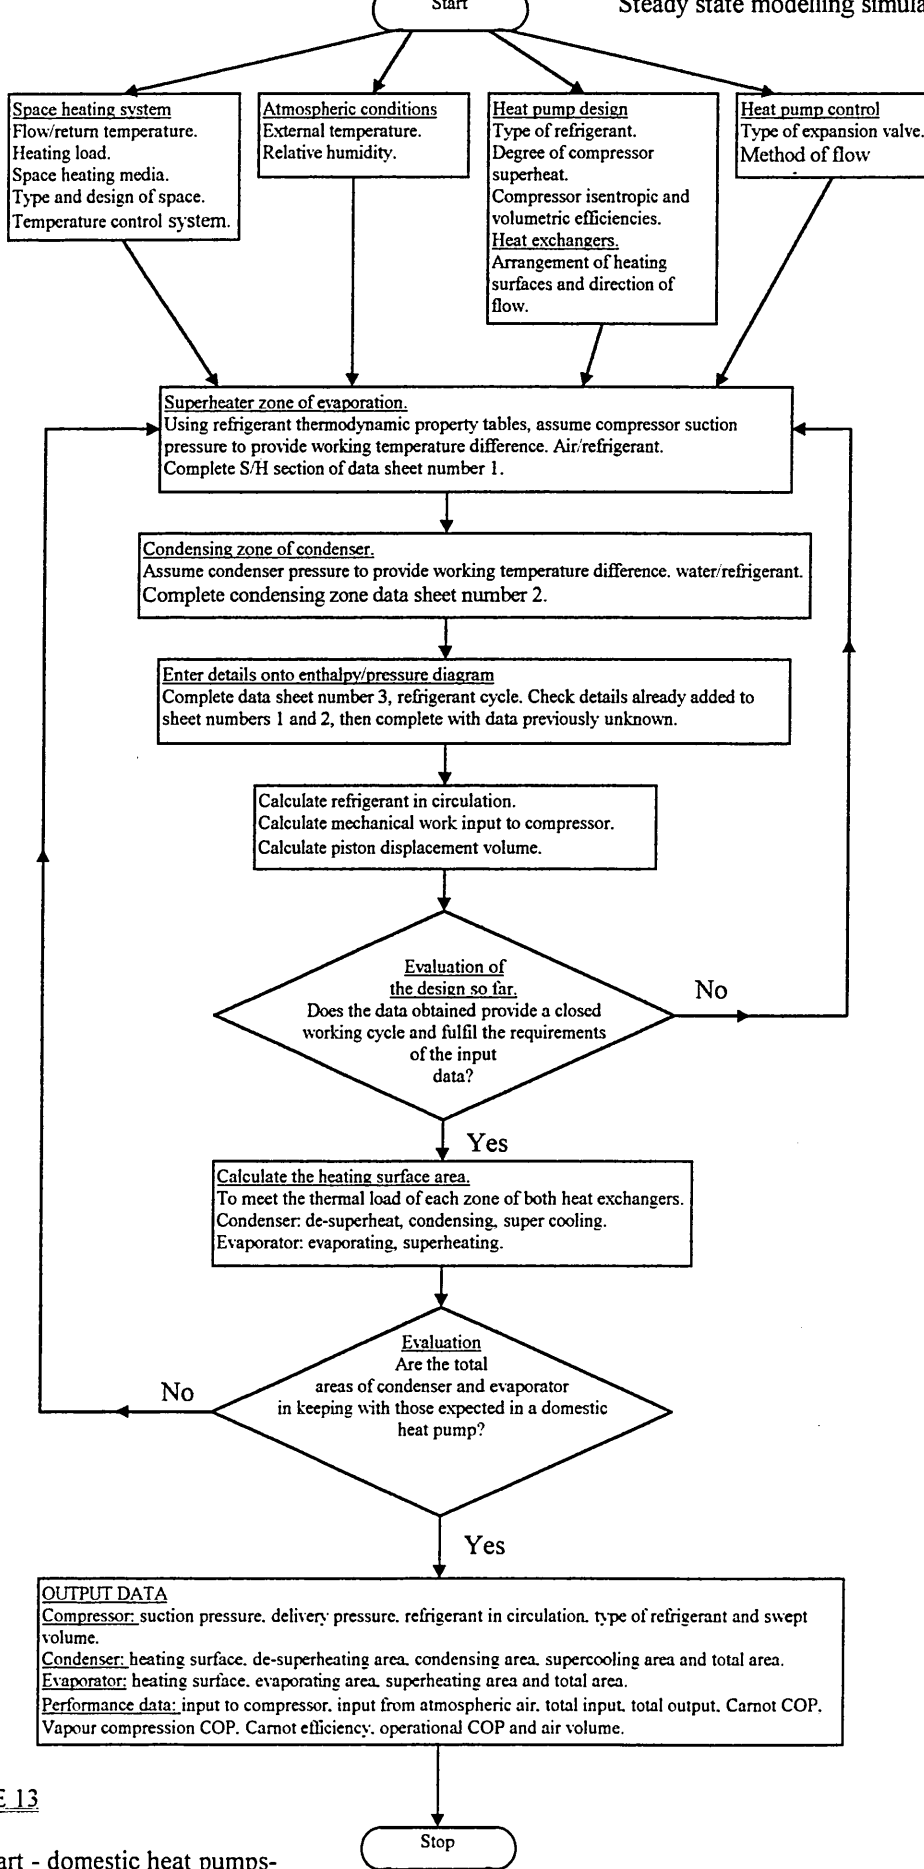 Start
Steady state modelling simula
Space heating system
Flow/return temperature.
Heating load.
Space heating media.
Type and design of space.
Temperature control system.
Atmospheric conditions
External temperature.
Relative humidity.
Heat pump design
Type of refrigerant.
Degree of compressor
superheat.
Compressor isentropic and
volumetric efficiencies.
Heat exchangers.
Arrangement of heating
surfaces and direction of
flow.
Heat pump control
Type of expansion valve.
Method of flow
Superheater zone of evaporation.
Using refrigerant thermodynamic property tables, assume compressor suction
pressure to provide working temperature difference. Air/refrigerant.
Complete S/H section of data sheet number 1.
Condensing zone of condenser.
Assume condenser pressure to provide working temperature difference. water/refrigerant.
Complete condensing zone data sheet number 2.
Enter details onto enthalpy/pressure diagram
Complete data sheet number 3, refrigerant cycle. Check details already added to
sheet numbers 1 and 2, then complete with data previously unknown.
Calculate refrigerant in circulation.
Calculate mechanical work input to compressor.
Calculate piston displacement volume.
Evaluation of
the design so far.
Does the data obtained provide a closed
working cycle and fulfil the requirements
of the input
data?
No
Yes
Calculate the heating surface area.
To meet the thermal load of each zone of both heat exchangers.
Condenser: de-superheat, condensing, super cooling.
Evaporator: evaporating, superheating.
Evaluation
Are the total
areas of condenser and evaporator
in keeping with those expected in a domestic
heat pump?
No
Yes
OUTPUT DATA
Compressor: suction pressure. delivery pressure. refrigerant in circulation. type of refrigerant and swept
volume.
Condenser: heating surface. de-superheating area. condensing area. supercooling area and total area.
Evaporator: heating surface. evaporating area. superheating area and total area.
Performance data: input to compressor. input from atmospheric air. total input. total output. Carnot COP.
Vapour compression COP. Carnot efficiency. operational COP and air volume.
E 13
Stop
art - domestic heat pumps-